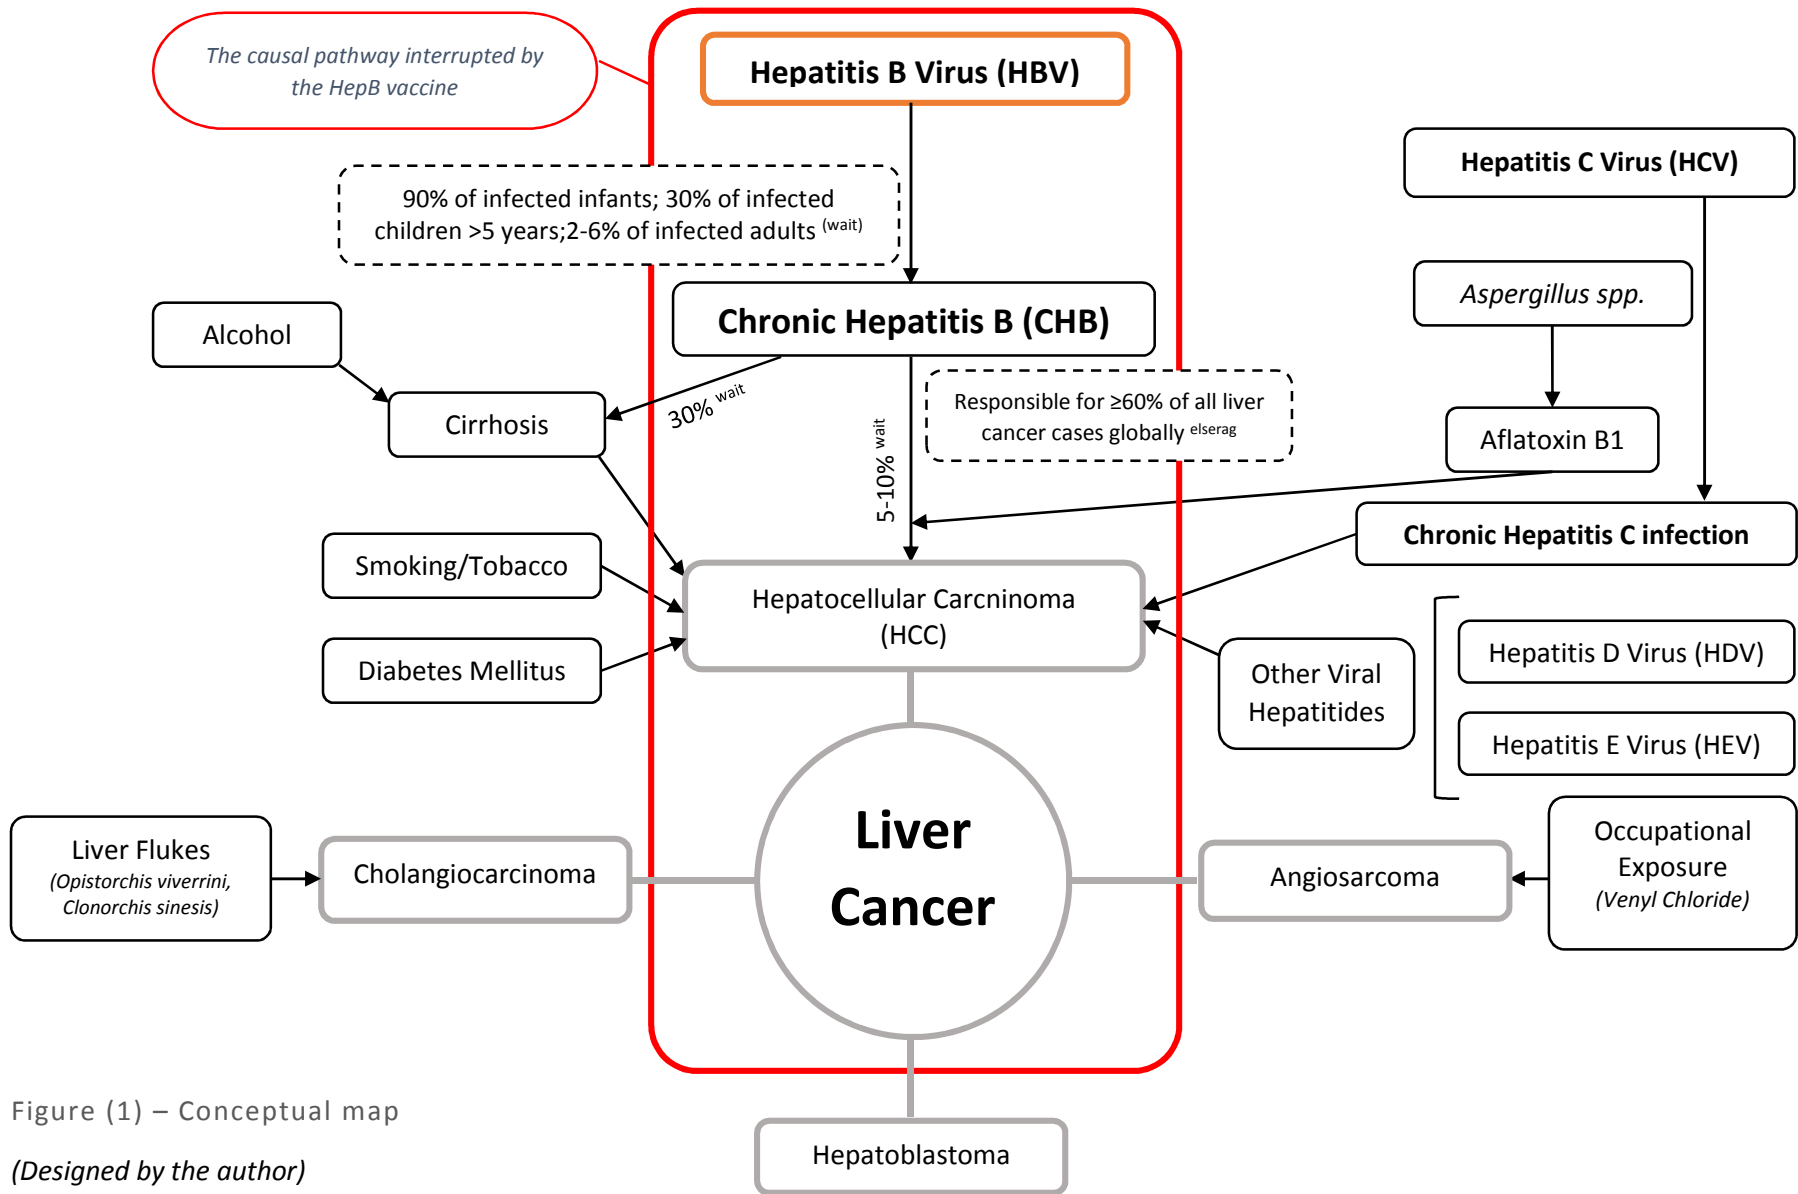 The causal pathway interrupted by
the HepB vaccine
Hepatitis B Virus (HBV)
Hepatitis C Virus (HCV)
90% of infected infants; 30% of infected
children >5 years;2-6% of infected adults (wait)
Aspergillus spp.
Chronic Hepatitis B (CHB)
Alcohol
30% wait
Responsible for ≥60% of all liver
cancer cases globally elserag
Cirrhosis
Aflatoxin B1
5-10% wait
Chronic Hepatitis C infection
Smoking/Tobacco
Hepatocellular Carcninoma
(HCC)
Diabetes Mellitus
Other Viral
Hepatitides
Hepatitis D Virus (HDV)
Hepatitis E Virus (HEV)
Liver
Cancer
Liver Flukes
(Opistorchis viverrini,
Clonorchis sinesis)
Cholangiocarcinoma
Angiosarcoma
Occupational
Exposure
(Venyl Chloride)
Hepatoblastoma
Figure (1) – Conceptual map
(Designed by the author)